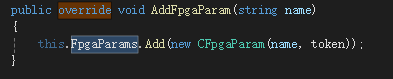 public override void AddFpgaParam(string name)
{
this.FpgaParams.Add(new CFpgaParam(name, token));
}